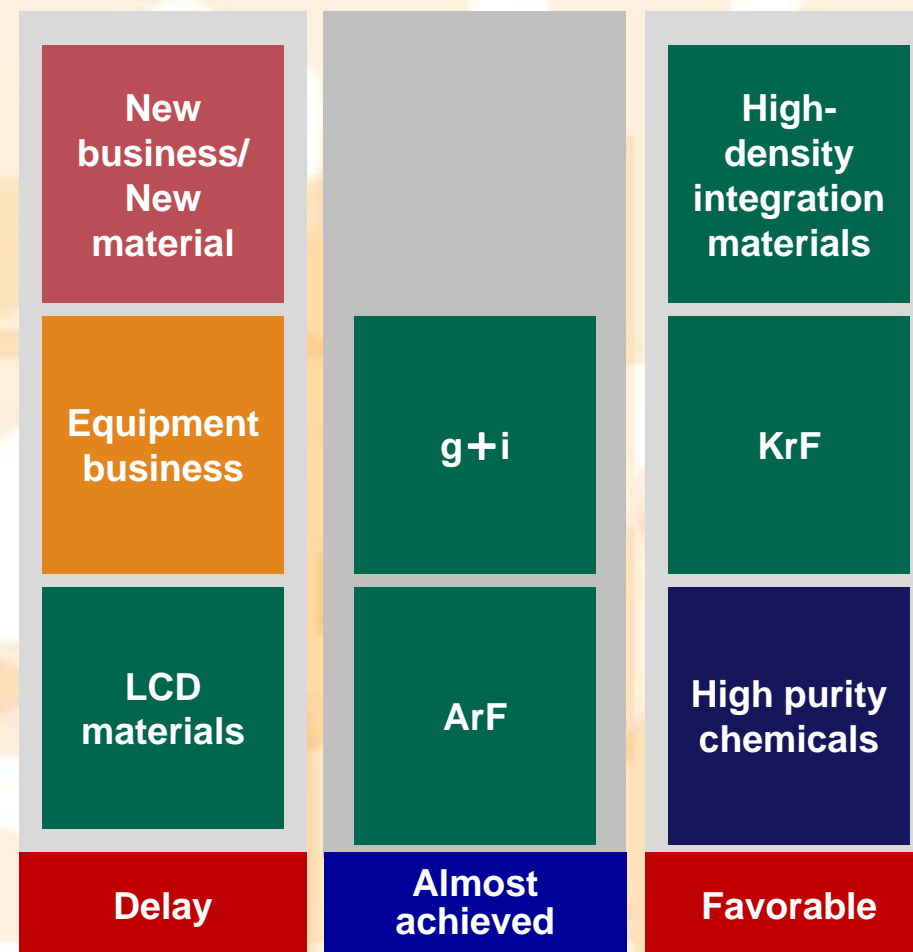 New
business/
New
material
Equipment
business
LCD
materials
Delay
g+i
ArF
Almost
achieved
High-
density
integration
materials
KrF
High purity
chemicals
Favorable